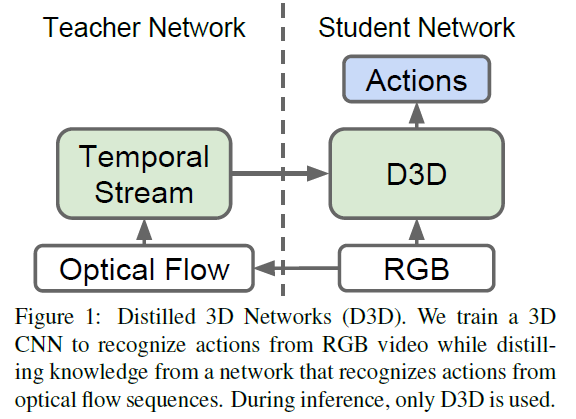 Teacher Network
Student Network
Actions
Temporal
Stream
D3D
Optical Flow
RGB
Figure 1: Distilled 3D Networks (D3D). We train a 3D
CNN to recognize actions from RGB video while distill-
ing knowledge from a network that recognizes actions from
optical flow sequences. During inference, only D3D is used.